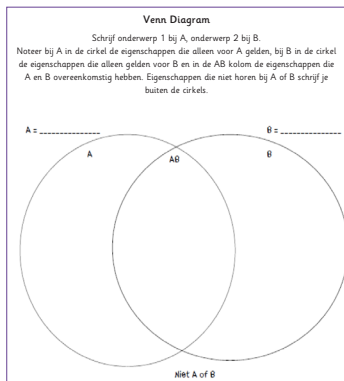 Venn Diagram
Schrijf onderwerp 1 bij A, onderwerp 2 bij B.
Noteer bij A in de cirkel de eigenschappen die alleen voor A gelden, bij B in de cirkel
de eigenschappen die alleen gelden voor B en in de AB kolom de eigenschappen die
A en B overeenkomstig hebben. Eigenschappen die niet horen bij A of B schrijf je
buiten de cirkels.
A = ______________ B = ______________
A AB B
Niet A of B